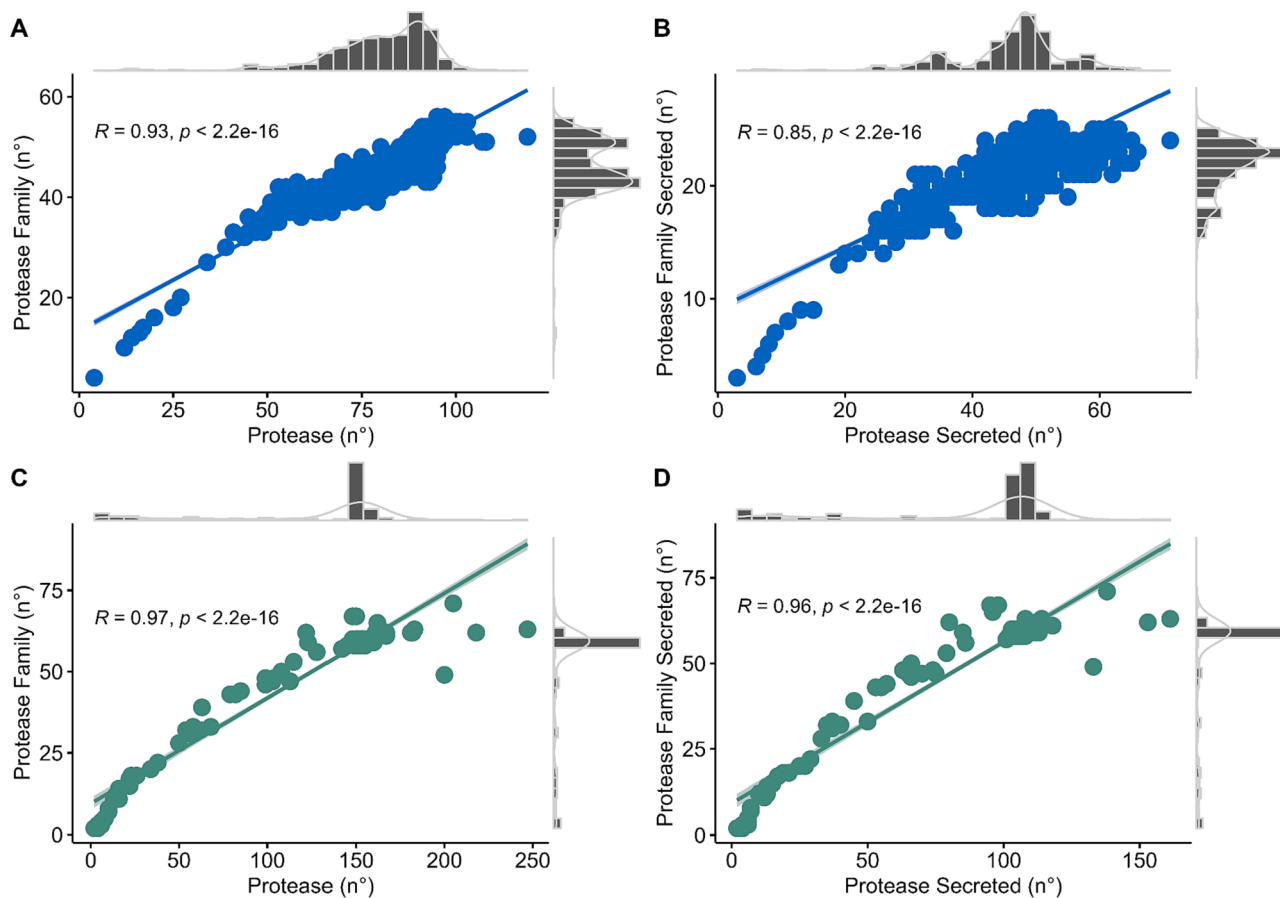 A
B
60
40
20
R = 0.93, p < 2.2e-16
Protease Family (n°)
0
25
50
75
100
Protease (n°)
20
10
R = 0.85, p < 2.2e-16
Protease Family Secreted (n°)
0
20
40
60
Protease Secreted (n°)
C
D
75
50
25
0
R = 0.97, p < 2.2e-16
Protease Family (n°)
0
50
100
150
200
250
Protease (n°)
75
50
25
0
R = 0.96, p < 2.2e-16
Protease Family Secreted (n°)
0
50
100
150
Protease Secreted (n°)